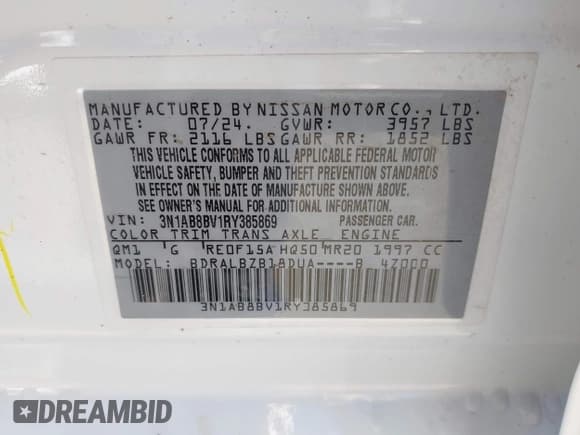 MANUFACTURED BY NISSAN MOTOR CO., LTD.
DATE: 07/24. GVWR: 3957 LBS
GAWR FR: 2116 LBS GAWR RR: 1852 LBS
THIS VEHICLE CONFORMS TO ALL APPLICABLE FEDERAL MOTOR
VEHICLE SAFETY, BUMPER AND THEFT PREVENTION STANDARDS
IN EFFECT ON THE DATE OF MANUFACTURE SHOWN ABOVE.
SEE OWNER'S MANUAL FOR ADDITIONAL INFORMATION
VIN: 3N1AB8BV1RY385869 PASSENGER CAR.
COLOR TRIM TRANS AXLE ENGINE
QM1 G RE0F15A HQ50 MR20 1997 CC
MODEL: BDRALBZB18DUA----B 4Z000
3N1AB8BV1RY385869
DREAMBID